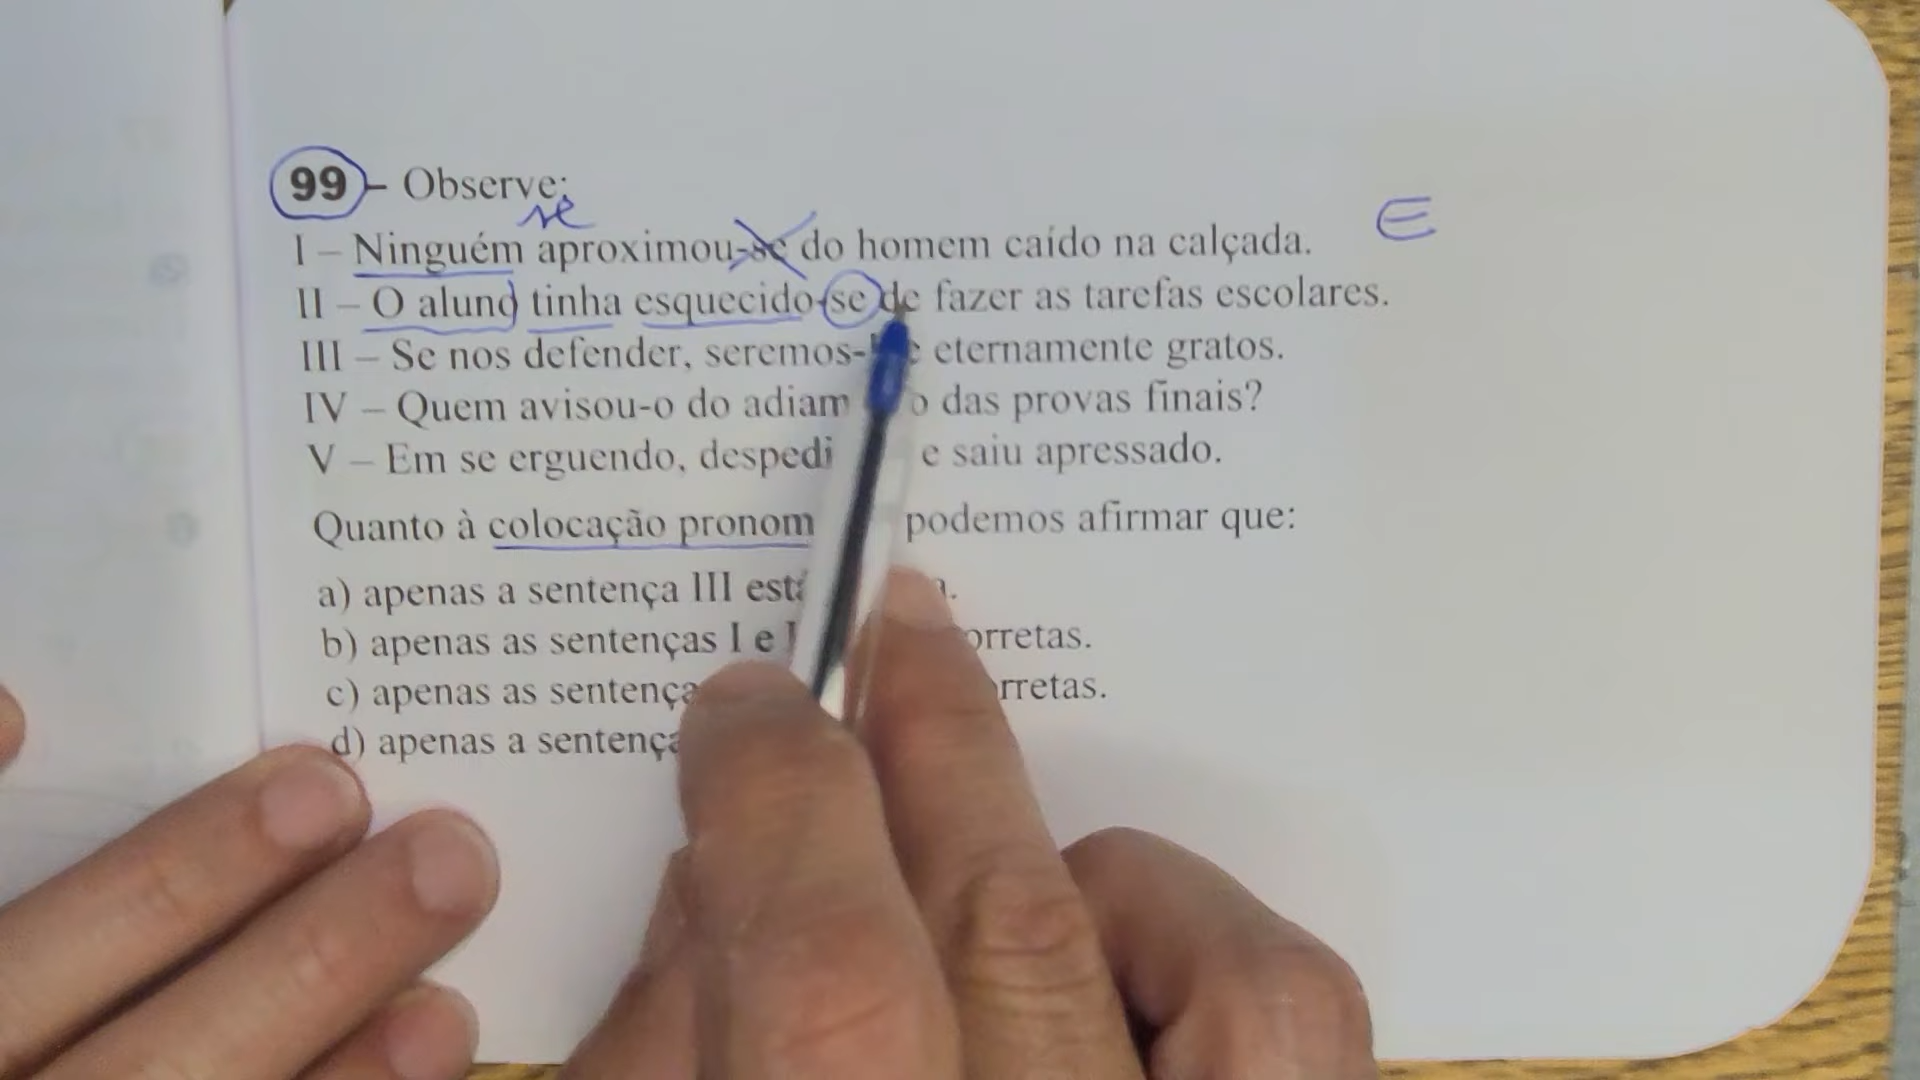 99 – Observe:
se
I – Ninguém aproximou-se do homem caído na calçada. E
II – O aluno tinha esquecido-se de fazer as tarefas escolares.
III – Se nos defender, seremos- eternamente gratos.
IV – Quem avisou-o do adiam o das provas finais?
V – Em se erguendo, despedi e saiu apressado.
Quanto à colocação pronom podemos afirmar que:
a) apenas a sentença III est
b) apenas as sentenças I e orretas.
c) apenas as sentença rretas.
d) apenas a sentença